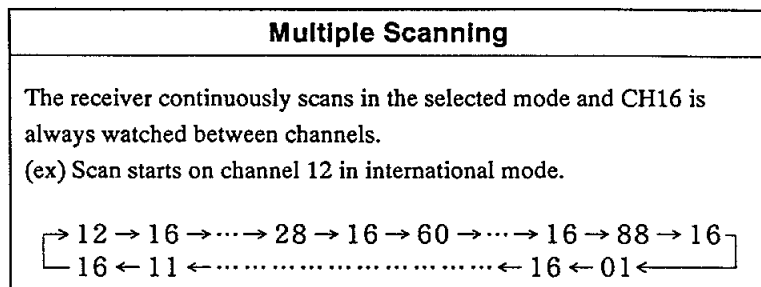 Multiple Scanning
The receiver continuously scans in the selected mode and CH16 is
always watched between channels.
(ex) Scan starts on channel 12 in international mode.
→ 12 → 16 → ··· → 28 → 16 → 60 → ··· → 16 → 88 → 16
16 ← 11 ← ··························· ← 16 ← 01 ←